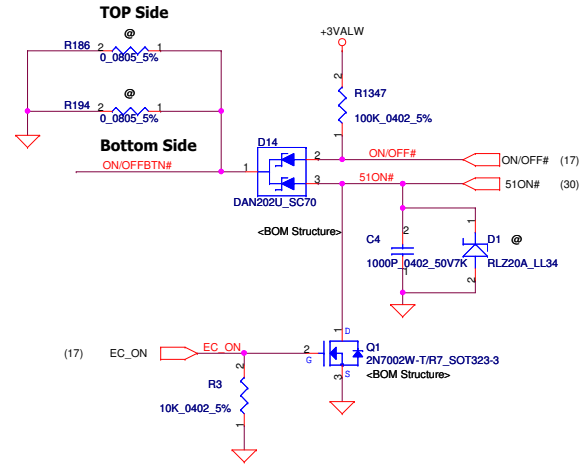 TOP Side
@
R186 2 1
0_0805_5%
@
R194 2 1
0_0805_5%
Bottom Side
ON/OFFBTN#
+3VALW
2
R1347
100K_0402_5%
1
D14
1 2 ON/OFF# ON/OFF# (17)
3 51ON# 51ON# (30)
DAN202U_SC70
<BOM Structure>
C4 2
1000P_0402_50V7K
1
1 D1 @
RLZ20A_LL34
2
1 D
Q1
2N7002W-T/R7_SOT323-3
<BOM Structure>
(17) EC_ON EC_ON 2 G
3 S
2
R3
10K_0402_5%
1